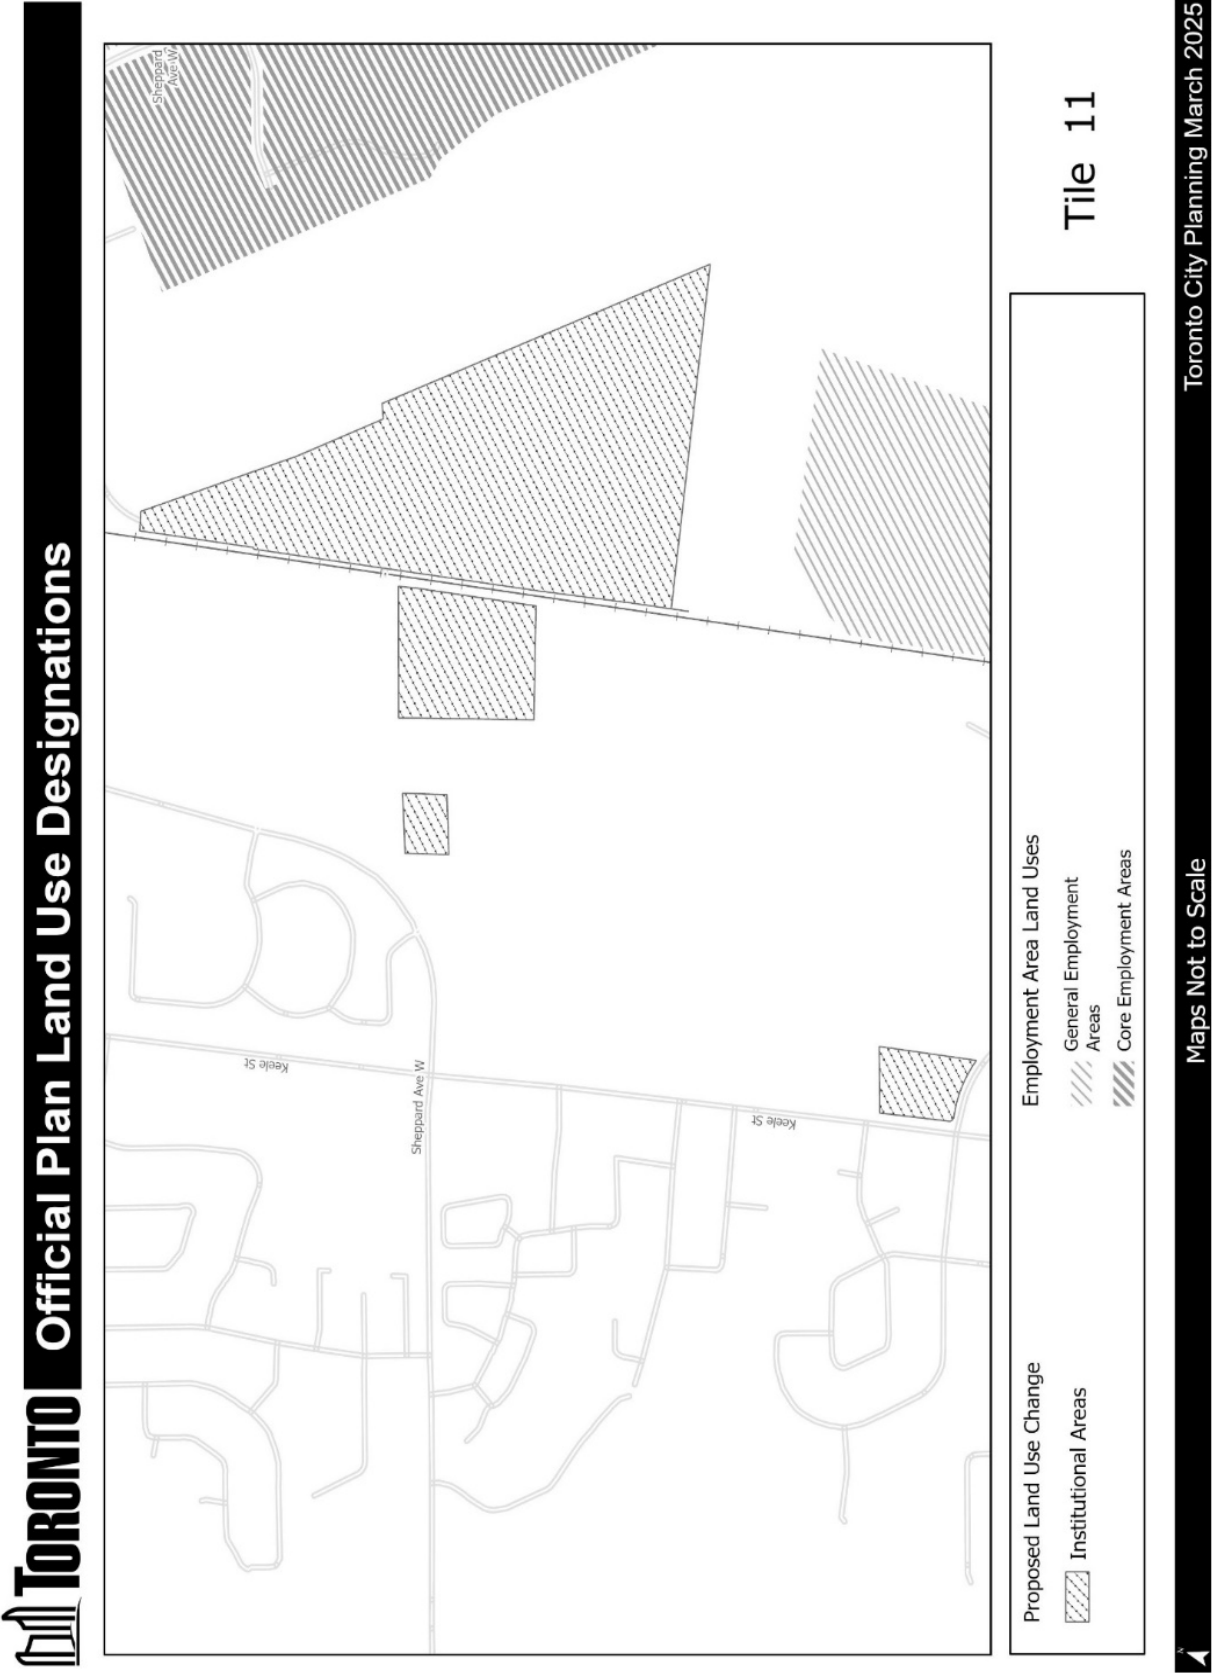 TORONTO
Official Plan Land Use Designations
Sheppard
Ave W
Keele St
Sheppard Ave W
Keele St
Proposed Land Use Change
Institutional Areas
Employment Area Land Uses
General Employment
Areas
Core Employment Areas
Tile 11
N
Maps Not to Scale
Toronto City Planning March 2025